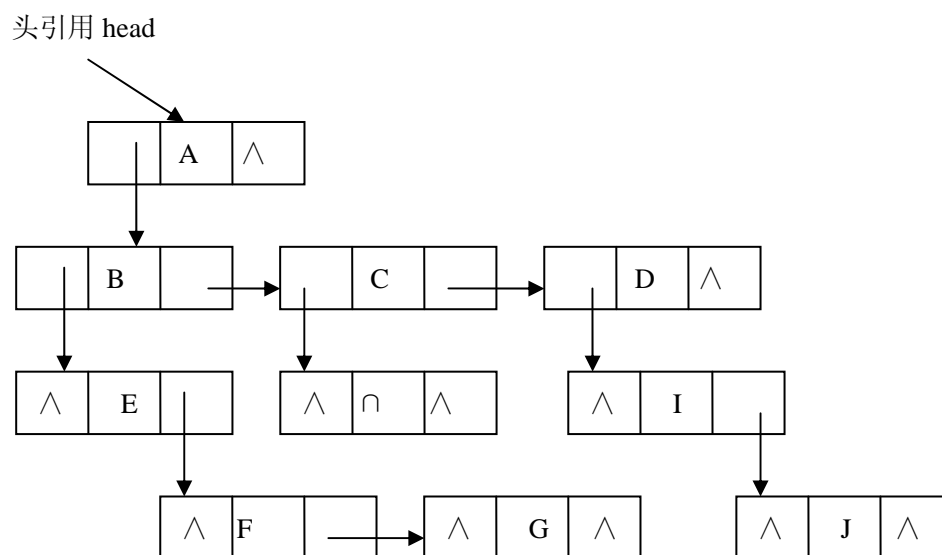 头引用 head
A ∧
B C D ∧
∧ E ∧ ∩ ∧ ∧ I
∧ F ∧ G ∧ ∧ J ∧